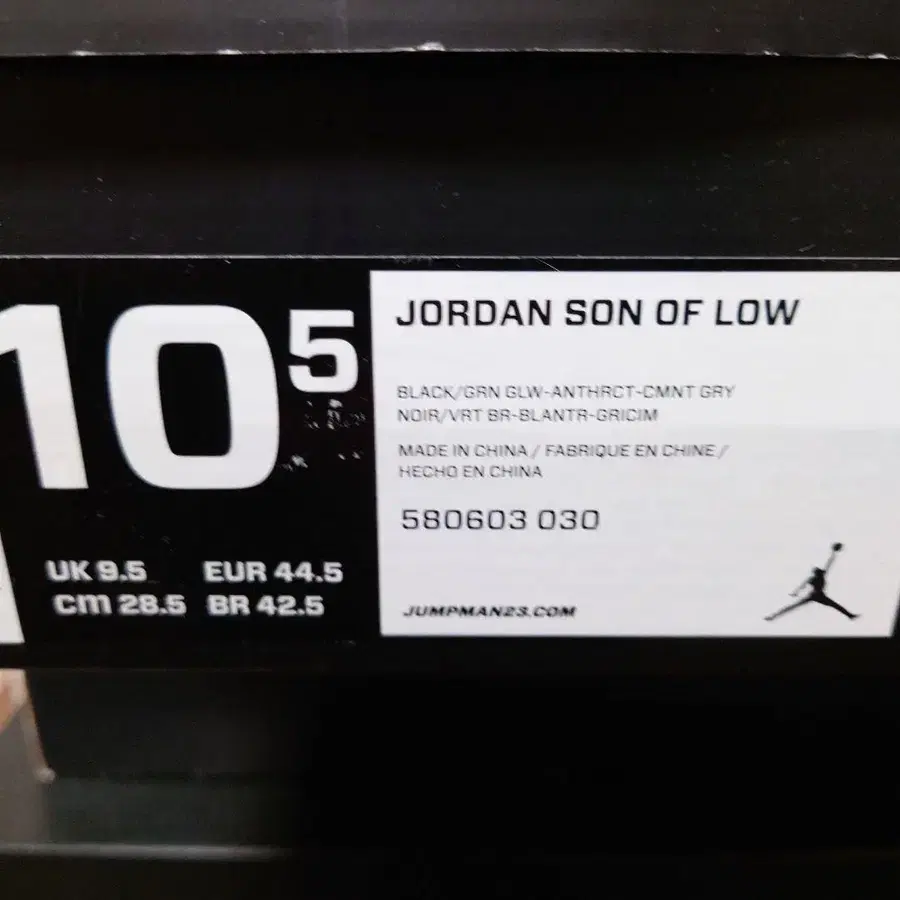 10 5
JORDAN SON OF LOW
BLACK/GRN GLW-ANTHRCT-CMNT GRY
NOIR/VRT BR-BLANTR-GRICIM
MADE IN CHINA / FABRIQUE EN CHINE /
HECHO EN CHINA
580603 030
UK 9.5 EUR 44.5
cm 28.5 BR 42.5
JUMPMAN23.COM